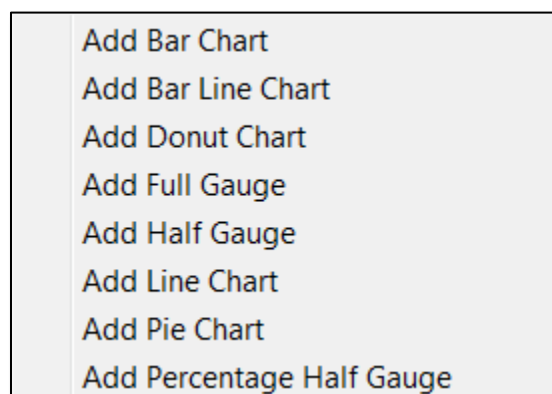 Add Bar Chart
Add Bar Line Chart
Add Donut Chart
Add Full Gauge
Add Half Gauge
Add Line Chart
Add Pie Chart
Add Percentage Half Gauge